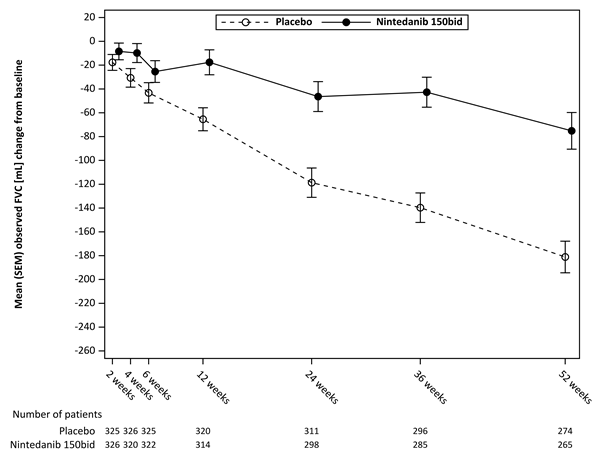 Placebo Nintedanib 150bid
Mean (SEM) observed FVC [mL] change from baseline
20
0
-20
-40
-60
-80
-100
-120
-140
-160
-180
-200
-220
-240
-260
2 weeks 4 weeks 6 weeks 12 weeks 24 weeks 36 weeks 52 weeks
Number of patients
Placebo 325 326 325 320 311 296 274
Nintedanib 150bid 326 320 322 314 298 285 265